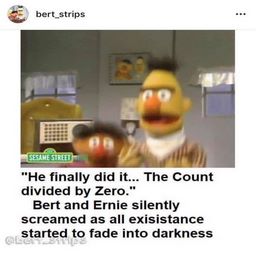 bert_strips
SESAME STREET
"He finally did it... The Count
divided by Zero."
Bert and Ernie silently
screamed as all exisistance
started to fade into darkness
@bert_strips